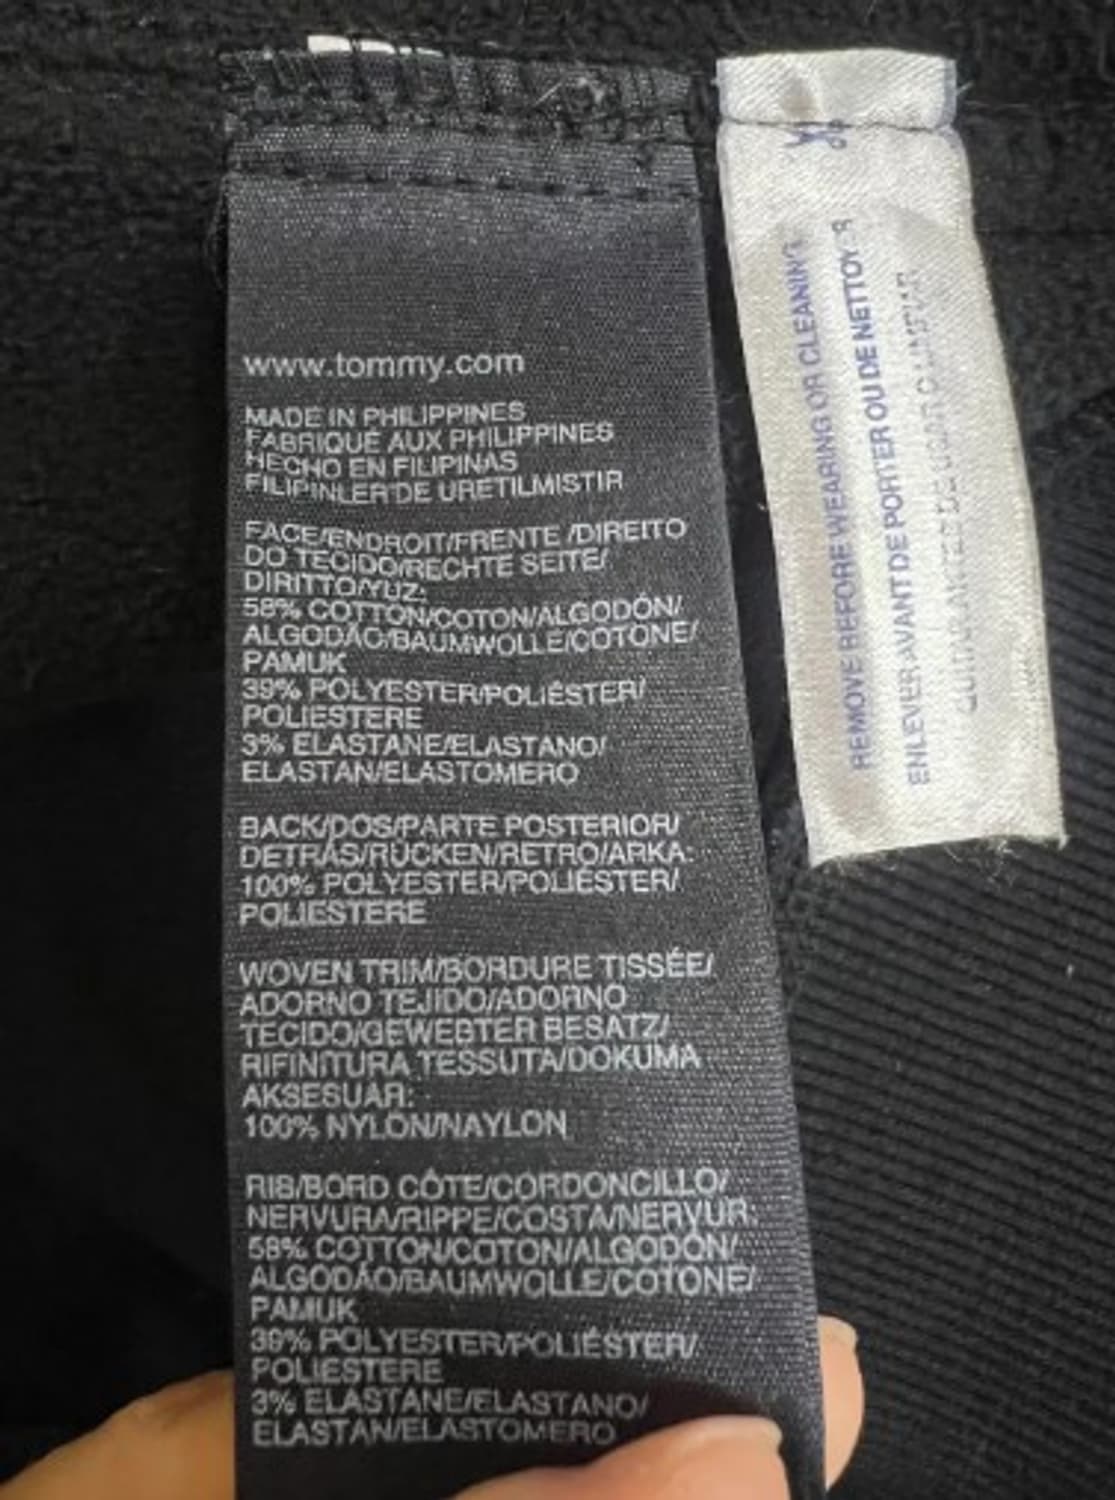 www.tommy.com
MADE IN PHILIPPINES
FABRIQUÉ AUX PHILIPPINES
HECHO EN FILIPINAS
FILIPINLER'DE URETILMISTIR
FACE/ENDROIT/FRENTE /DIREITO
DO TECIDO/RECHTE SEITE/
DIRITTO/YUZ:
58% COTTON/COTON/ALGODÓN/
ALGODÃO/BAUMWOLLE/COTONE/
PAMUK
39% POLYESTER/POLIÉSTER/
POLIESTERE
3% ELASTANE/ELASTANO/
ELASTAN/ELASTOMERO
BACK/DOS/PARTE POSTERIOR/
DETRÁS/RÜCKEN/RETRO/ARKA:
100% POLYESTER/POLIÉSTER/
POLIESTERE
WOVEN TRIM/BORDURE TISSÉE/
ADORNO TEJIDO/ADORNO
TECIDO/GEWEBTER BESATZ/
RIFINITURA TESSUTA/DOKUMA
AKSESUAR:
100% NYLON/NAYLON
RIB/BORD CÔTE/CORDONCILLO/
NERVURA/RIPPE/COSTA/NERVUR:
58% COTTON/COTON/ALGODÓN/
ALGODÃO/BAUMWOLLE/COTONE/
PAMUK
39% POLYESTER/POLIÉSTER/
POLIESTERE
3% ELASTANE/ELASTANO/
ELASTAN/ELASTOMERO
REMOVE BEFORE WEARING OR CLEANING
ENLEVER AVANT DE PORTER OU DE NETTOYER